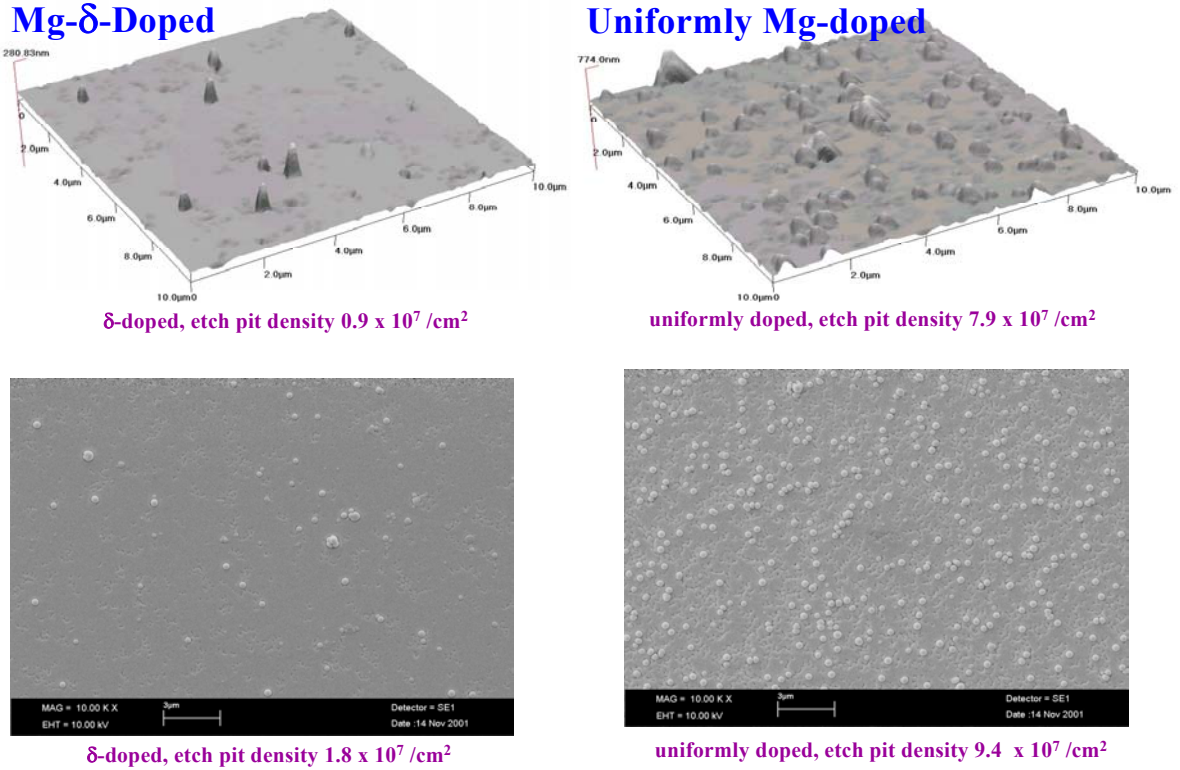 Mg-δ-Doped
Uniformly Mg-doped
280.83nm
0
2.0µm
4.0µm
6.0µm
8.0µm
10.0µm0
2.0µm
4.0µm
6.0µm
8.0µm
10.0µm
774.0nm
0
2.0µm
4.0µm
6.0µm
8.0µm
10.0µm0
2.0µm
4.0µm
6.0µm
8.0µm
10.0µm
δ-doped, etch pit density 0.9 x 10⁷ /cm²
uniformly doped, etch pit density 7.9 x 10⁷ /cm²
MAG = 10.00 K X
EHT = 10.00 kV
3µm
Detector = SE1
Date :14 Nov 2001
MAG = 10.00 K X
EHT = 10.00 kV
3µm
Detector = SE1
Date :14 Nov 2001
δ-doped, etch pit density 1.8 x 10⁷ /cm²
uniformly doped, etch pit density 9.4 x 10⁷ /cm²